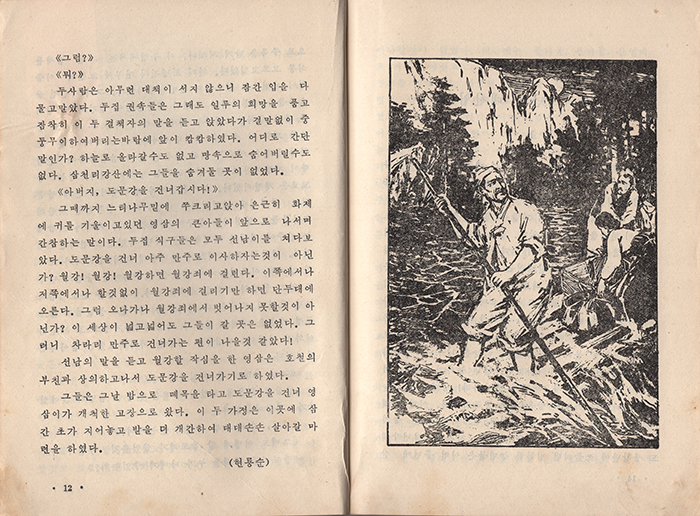 《그럼?》
《뭐?》
두사람은 아무런 대책이 서지 않으니 잠간 입을 다
물고말았다. 두집 권속들은 그때도 일루의 희망을 품고
잠착히 이 두 결책자의 말을 듣고 앉았다가 결말없이 중
동무이하여버리는바람에 앞이 캄캄하였다. 어디로 간단
말인가? 하늘로 올라갈수도 없고 땅속으로 숨어버릴수도
없다. 삼천리강산에는 그들을 숨겨둘 곳이 없었다.
《아버지, 도문강을 건너갑시다!》
그때까지 느티나무밑에 쭈크리고앉아 은근히 화제
에 귀를 기울이고있던 영삼의 큰아들이 앞으로 나서며
간창하는 말이다. 두집 식구들은 모두 선남이를 쳐다보
았다. 도문강을 건너 아주 만주로 이사하자는것이 아닌
가? 월강! 월강! 월강하면 월강죄에 걸린다. 이쪽에서나
저쪽에서나 할것없이 월강죄에 걸리기만 하면 단두대에
오른다. 그럼 오나가나 월강죄에서 벗어나지 못할것이 아
닌가? 이 세상이 넓고넓어도 그들이 갈 곳은 없었다. 그
러니 차라리 만주로 건너가는 편이 나을것 같았다!
선남의 말을 듣고 월강할 작심을 한 영삼은 호천의
부친과 상의하고나서 도문강을 건너가기로 하였다.
그들은 그날 밤으로 떼목을 타고 도문강을 건너 영
삼이가 개척한 고장으로 왔다. 이 두 가정은 이곳에 삼
간 초가 지어놓고 밭을 더 개간하여 대대손손 살아갈 마
련을 하였다.
(현룡순)
• 12 •